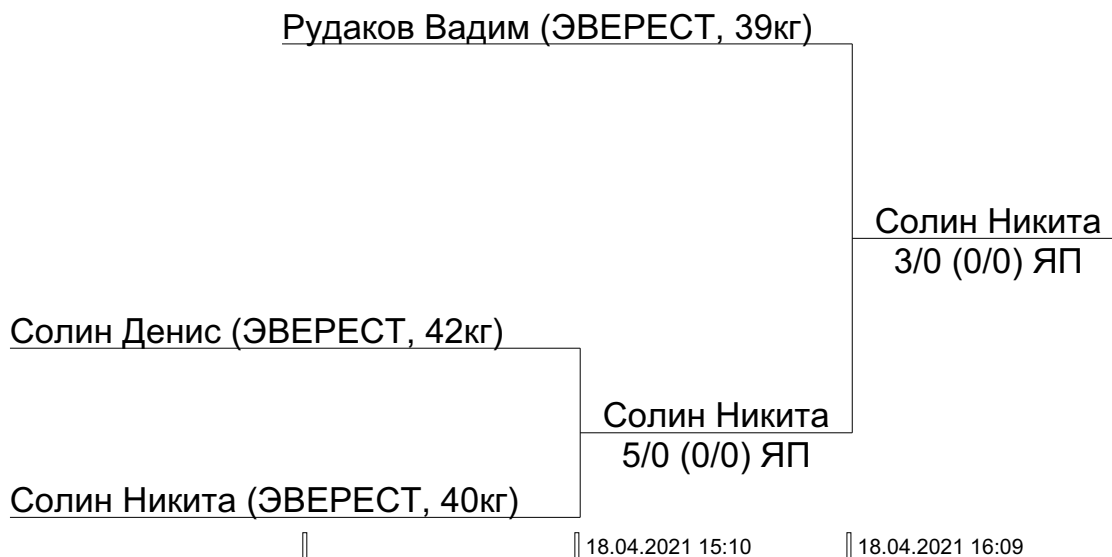 Рудаков Вадим (ЭВЕРЕСТ, 39кг)
Солин Никита
3/0 (0/0) ЯП
Солин Денис (ЭВЕРЕСТ, 42кг)
Солин Никита
5/0 (0/0) ЯП
Солин Никита (ЭВЕРЕСТ, 40кг)
18.04.2021 15:10
18.04.2021 16:09